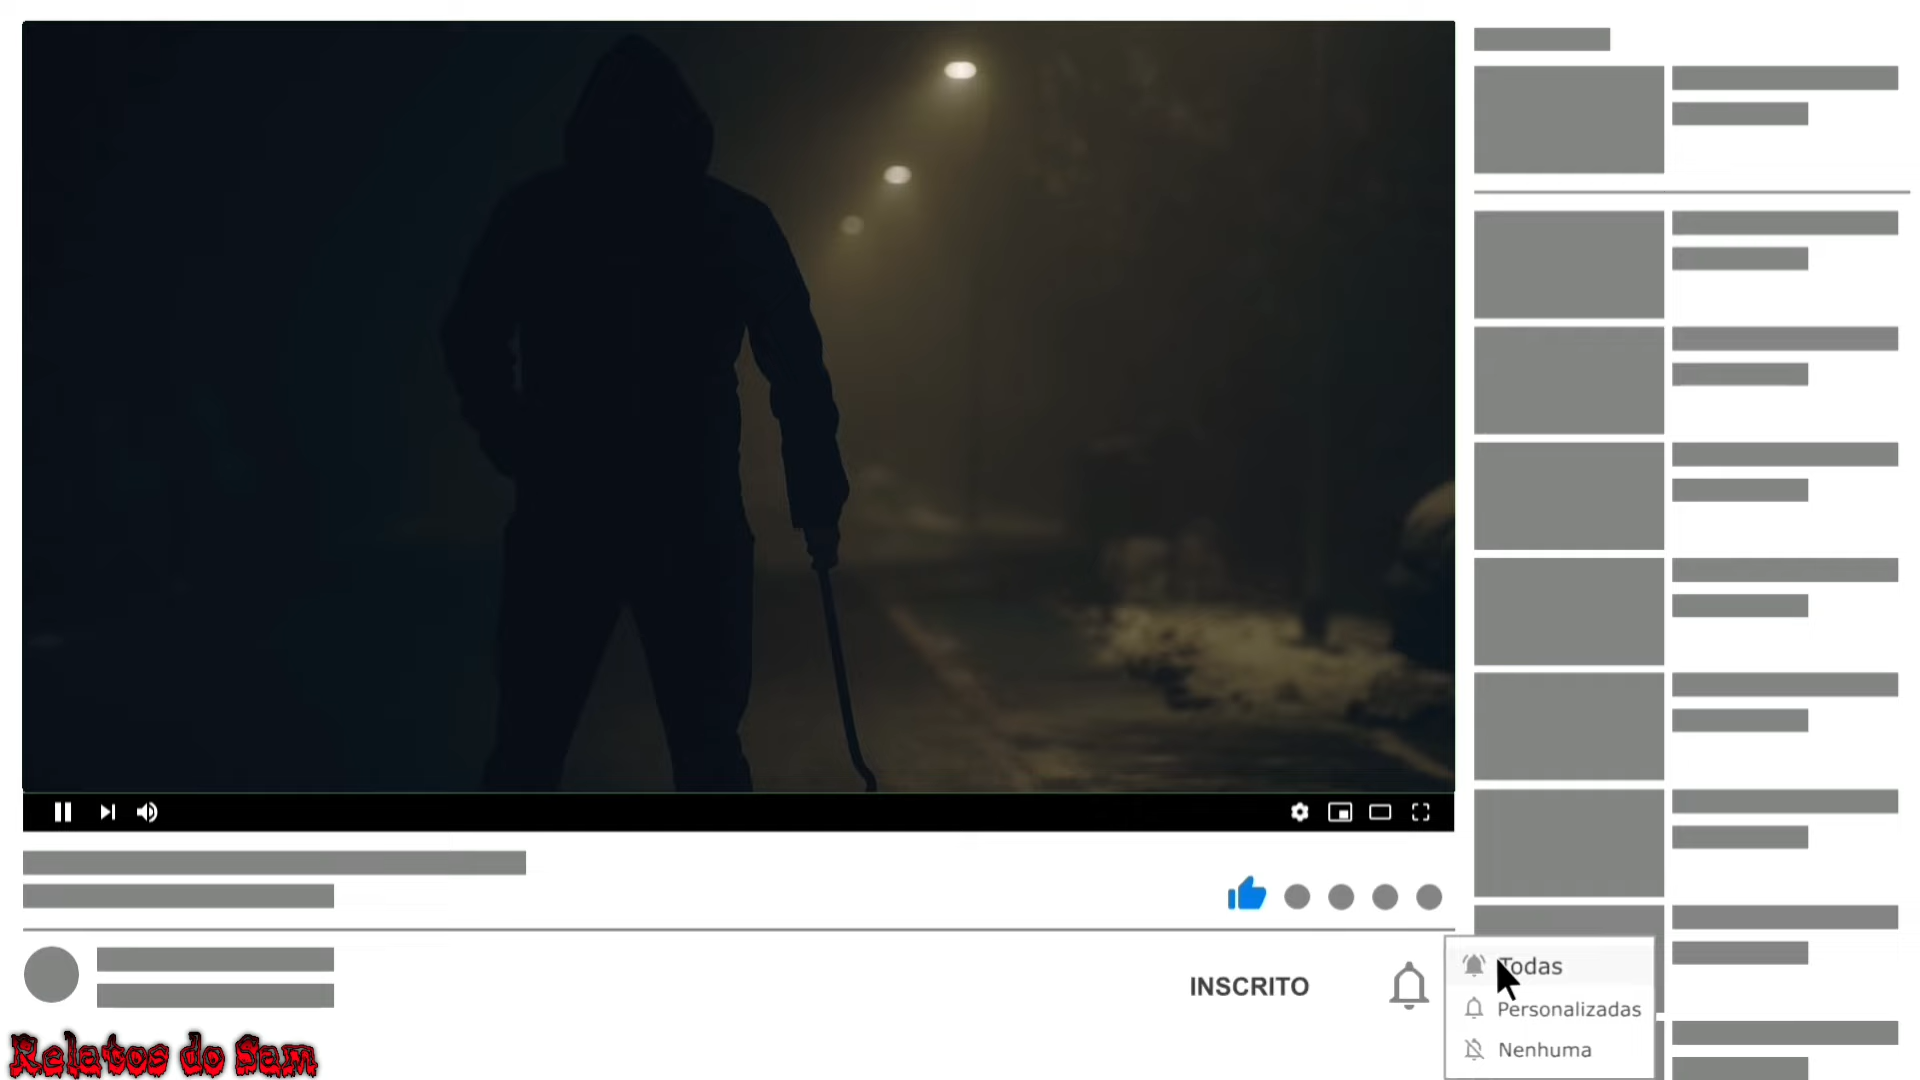 INSCRITO
Todas
Personalizadas
Nenhuma
Relatos do Sam